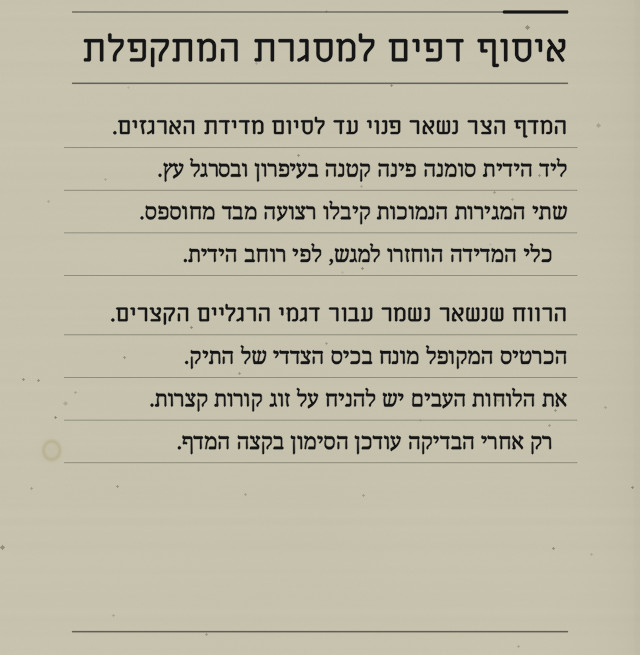 איסוף דפים למסגרת המתקפלת
המדף הצר נשאר פנוי עד לסיום מדידת הארגזים.
ליד הידית סומנה פינה קטנה בעיפרון ובסרגל עץ.
שתי המגירות הנמוכות קיבלו רצועה מבד מחוספס.
כלי המדידה הוחזרו למגש, לפי רוחב הידית.
הרווח שנשאר נשמר עבור דגמי הרגליים הקצרים.
הכרטיס המקופל מונח בכיס הצדדי של התיק.
את הלוחות העבים יש להניח על זוג קורות קצרות.
רק אחרי הבדיקה עודכן הסימון בקצה המדף.